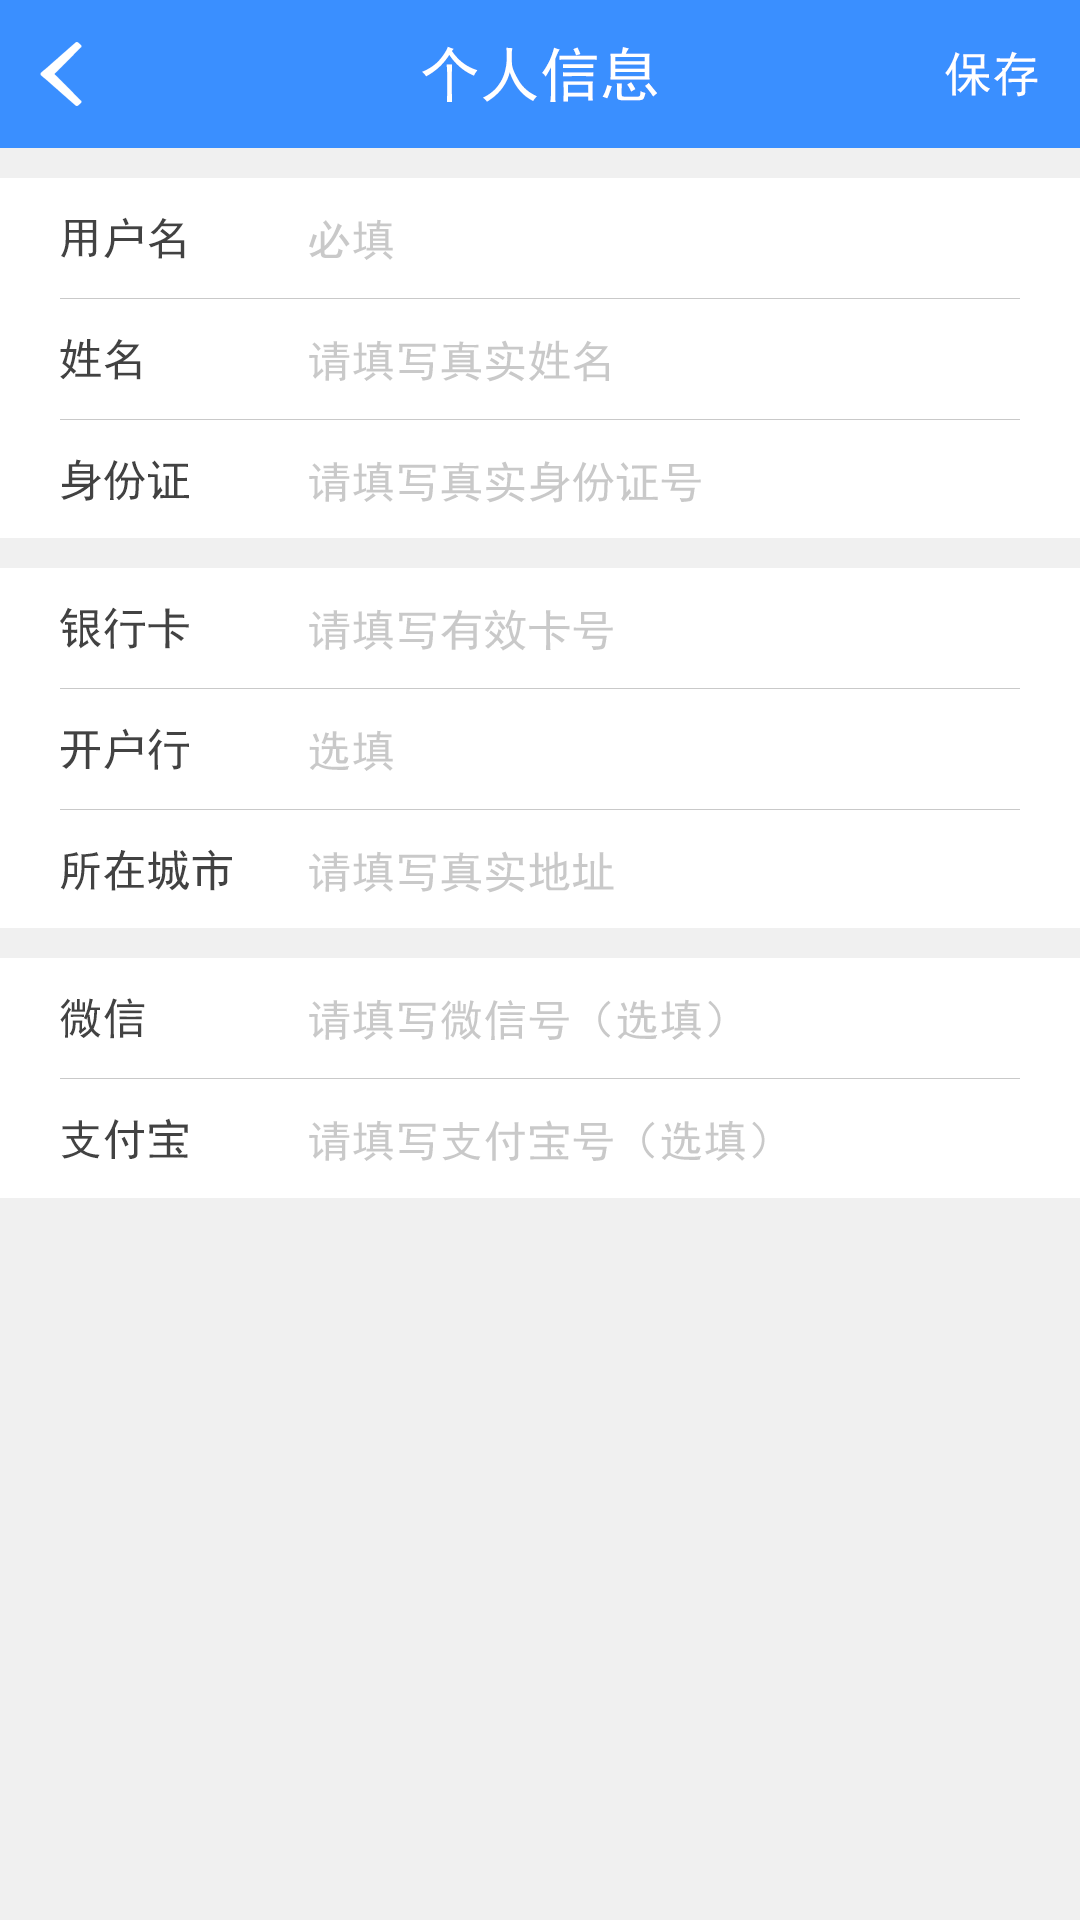 个人信息 保存
用户名 必填
姓名 请填写真实姓名
身份证 请填写真实身份证号
银行卡 请填写有效卡号
开户行 选填
所在城市 请填写真实地址
微信 请填写微信号（选填）
支付宝 请填写支付宝号（选填）